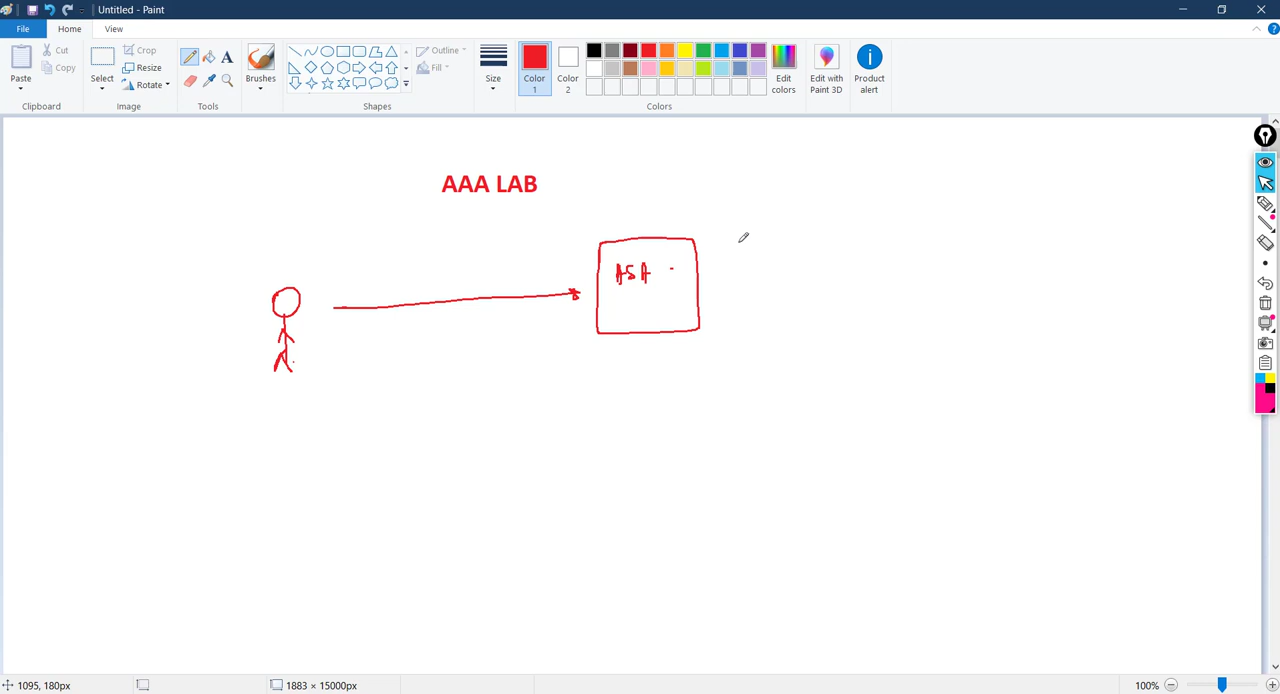 Untitled - Paint
File
Home
View
Paste
Cut
Copy
Clipboard
Select
Crop
Resize
Rotate
Image
Tools
Brushes
Shapes
Outline
Fill
Size
Color
1
Color
2
Edit
colors
Colors
Edit with
Paint 3D
Product
alert
AAA LAB
ASA
1095, 180px
1883 × 15000px
100%